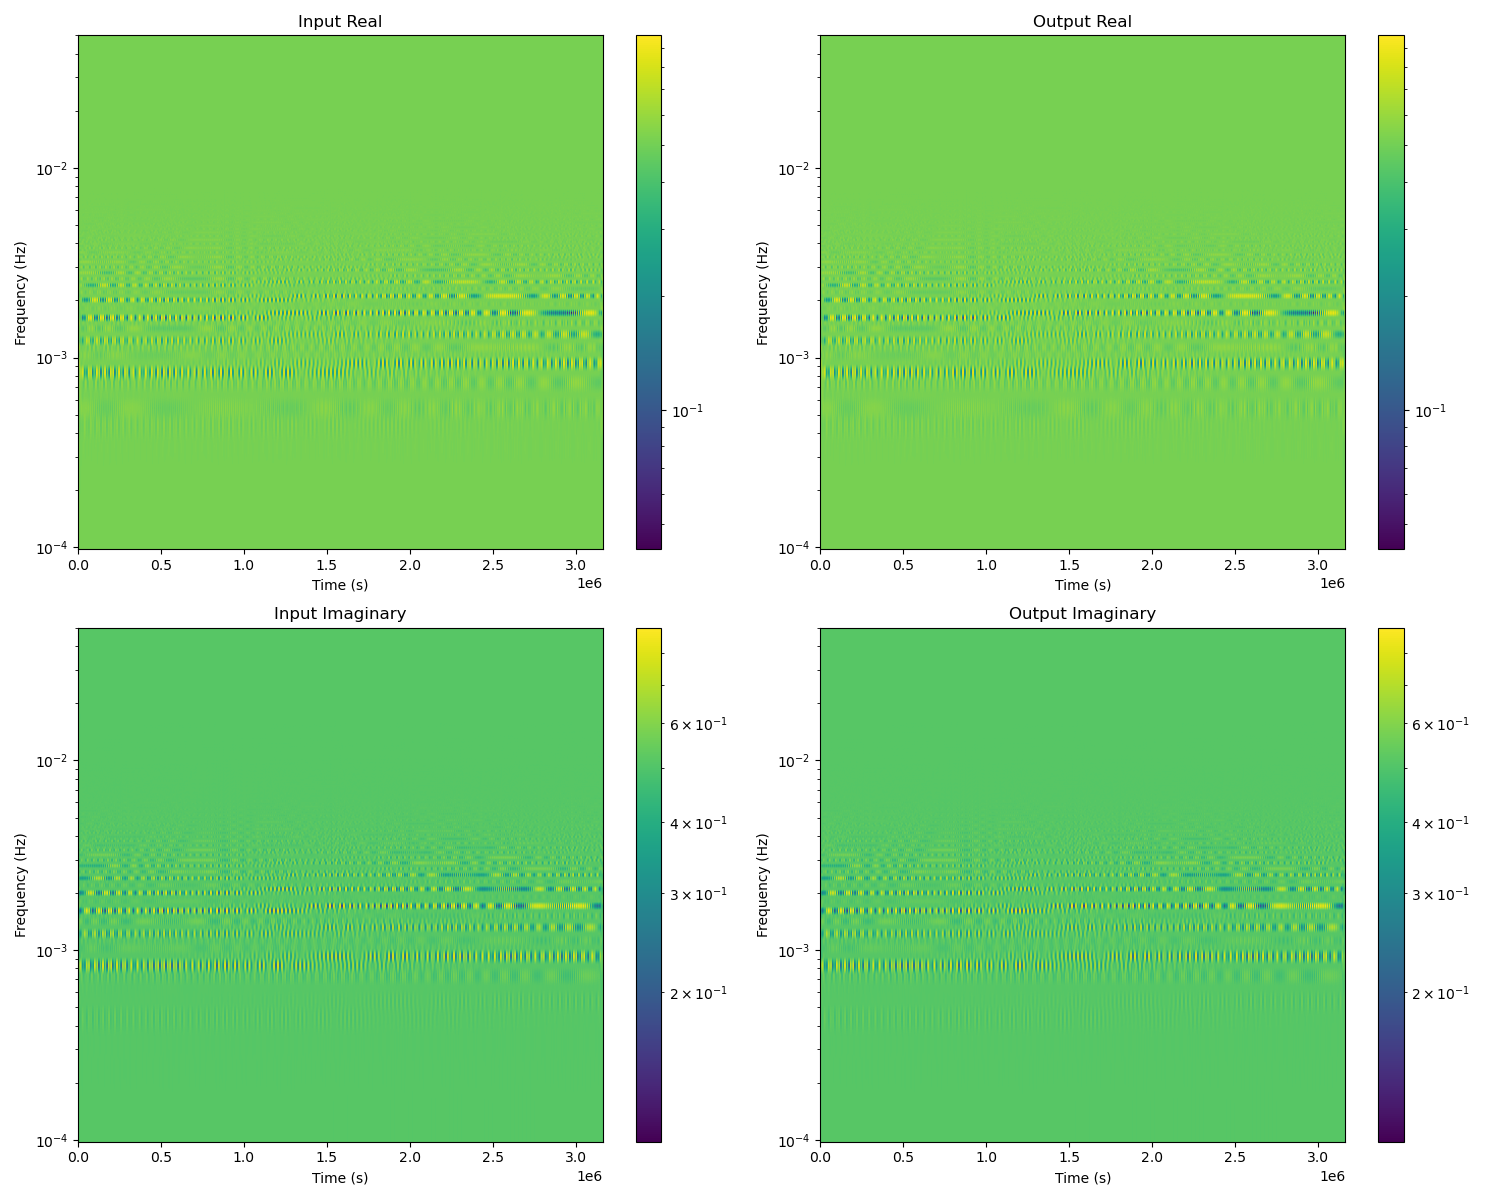 Input Real
Output Real
Frequency (Hz)
10⁻²
10⁻³
10⁻⁴
0.0 0.5 1.0 1.5 2.0 2.5 3.0
1e6
Time (s)
10⁻¹
Frequency (Hz)
10⁻²
10⁻³
10⁻⁴
0.0 0.5 1.0 1.5 2.0 2.5 3.0
1e6
Time (s)
10⁻¹
Input Imaginary
Output Imaginary
Frequency (Hz)
10⁻²
10⁻³
10⁻⁴
0.0 0.5 1.0 1.5 2.0 2.5 3.0
1e6
Time (s)
6 × 10⁻¹
4 × 10⁻¹
3 × 10⁻¹
2 × 10⁻¹
Frequency (Hz)
10⁻²
10⁻³
10⁻⁴
0.0 0.5 1.0 1.5 2.0 2.5 3.0
1e6
Time (s)
6 × 10⁻¹
4 × 10⁻¹
3 × 10⁻¹
2 × 10⁻¹